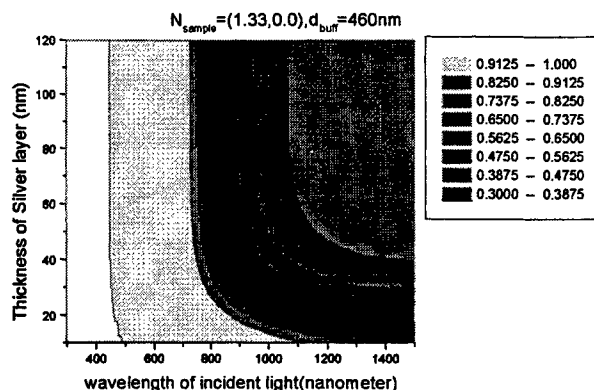 N_sample=(1.33,0.0),d_buff=460nm
Thickness of Silver layer (nm)
120
100
80
60
40
20
400
600
800
1000
1200
1400
wavelength of incident light(nanometer)
0.9125 - 1.000
0.8250 - 0.9125
0.7375 - 0.8250
0.6500 - 0.7375
0.5625 - 0.6500
0.4750 - 0.5625
0.3875 - 0.4750
0.3000 - 0.3875